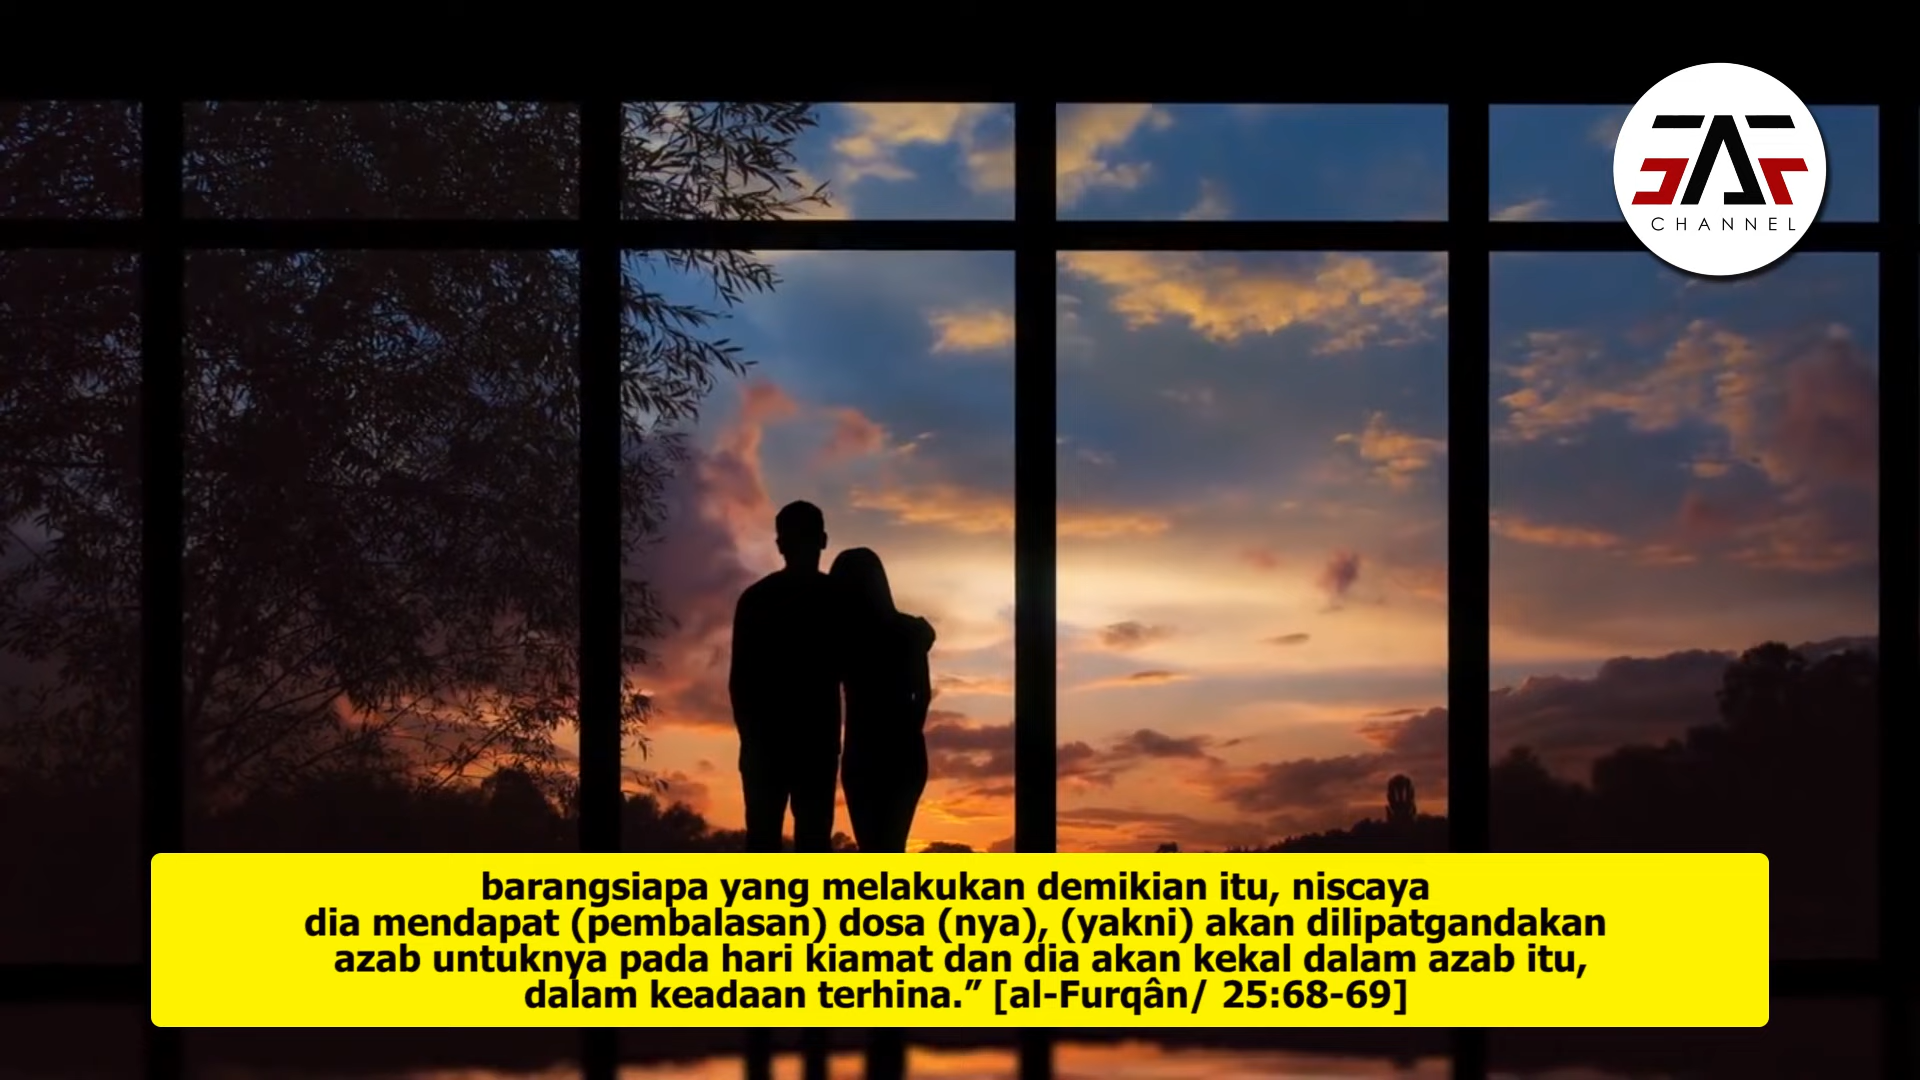 CHANNEL
barangsiapa yang melakukan demikian itu, niscaya
dia mendapat (pembalasan) dosa (nya), (yakni) akan dilipatgandakan
azab untuknya pada hari kiamat dan dia akan kekal dalam azab itu,
dalam keadaan terhina.” [al-Furqân/ 25:68-69]